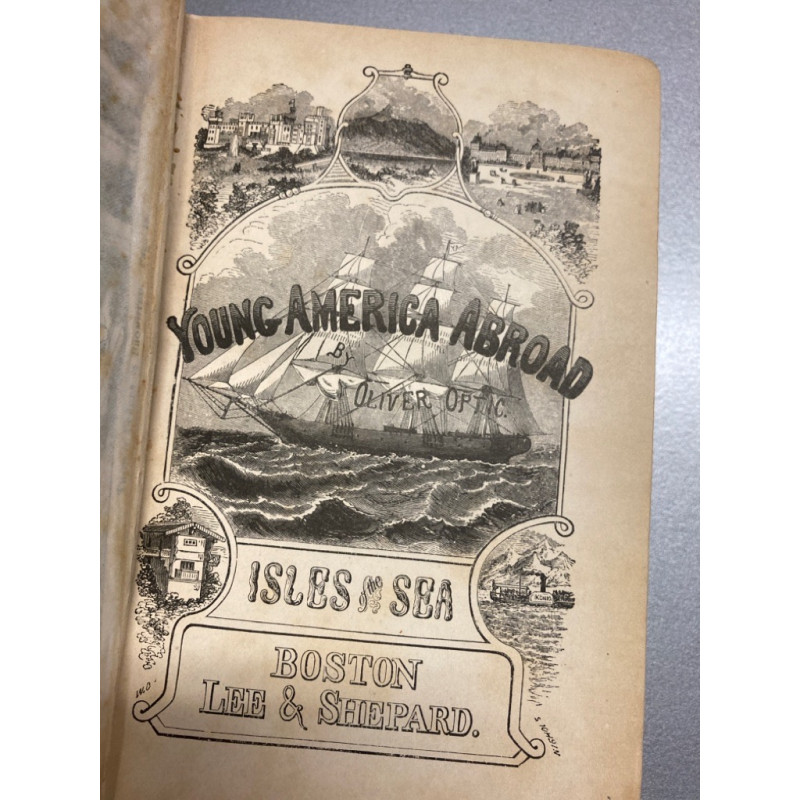 YOUNG AMERICA ABROAD
BY
OLIVER OPTIC.
ISLES OF THE SEA
BOSTON
LEE & SHEPARD.